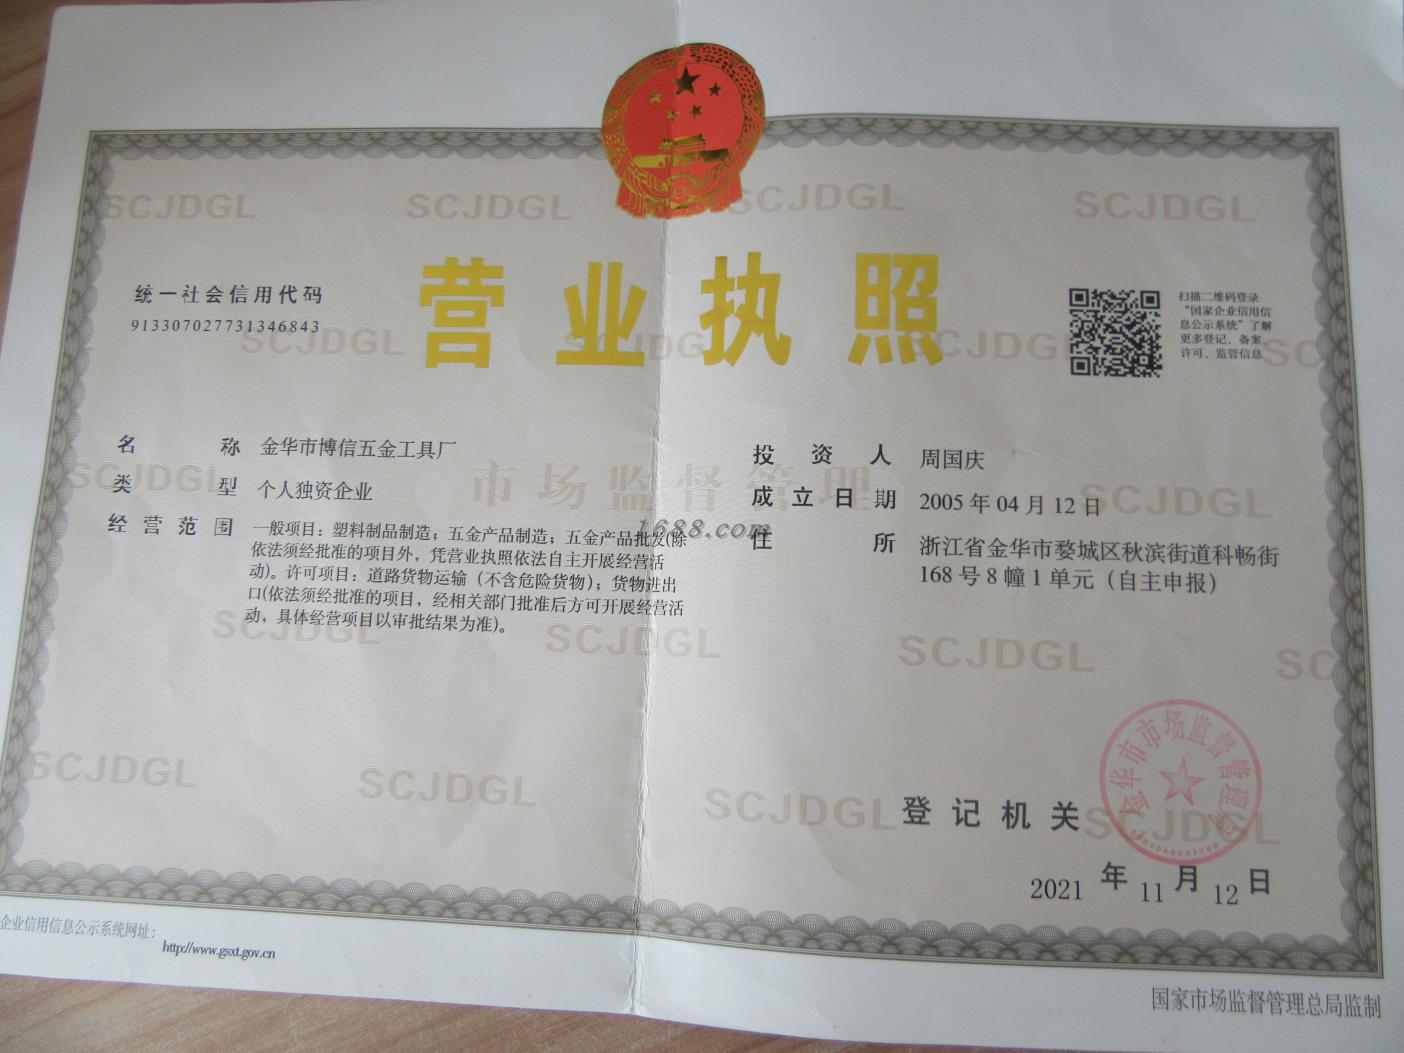 SCJDGL SCJDGL SCJDGL SCJDGL
营业执照
统一社会信用代码
913307027731346843
扫描二维码登录
“国家企业信用信
息公示系统”了解
更多登记、备案、
许可、监管信息
SCJDGL SCJDGL SCJDGL SC
名称 金华市博信五金工具厂
类型 个人独资企业
经营范围 一般项目：塑料制品制造；五金产品制造；五金产品批发(除
依法须经批准的项目外，凭营业执照依法自主开展经营活
动)。许可项目：道路货物运输（不含危险货物）；货物进出
口(依法须经批准的项目，经相关部门批准后方可开展经营活
动，具体经营项目以审批结果为准)。
投资人 周国庆
成立日期 2005年04月12日
住所 浙江省金华市婺城区秋滨街道科畅街
168号8幢1单元（自主申报）
SCJDGL 市场监督管理 SCJDGL
1688.com
SCJDGL SCJDGL SCJDGL SC
SCJDGL SCJDGL SCJDGL SCJDGL
登记机关
金华市市场监督管理局
2021年11月12日
企业信用信息公示系统网址：
http://www.gsxt.gov.cn
国家市场监督管理总局监制